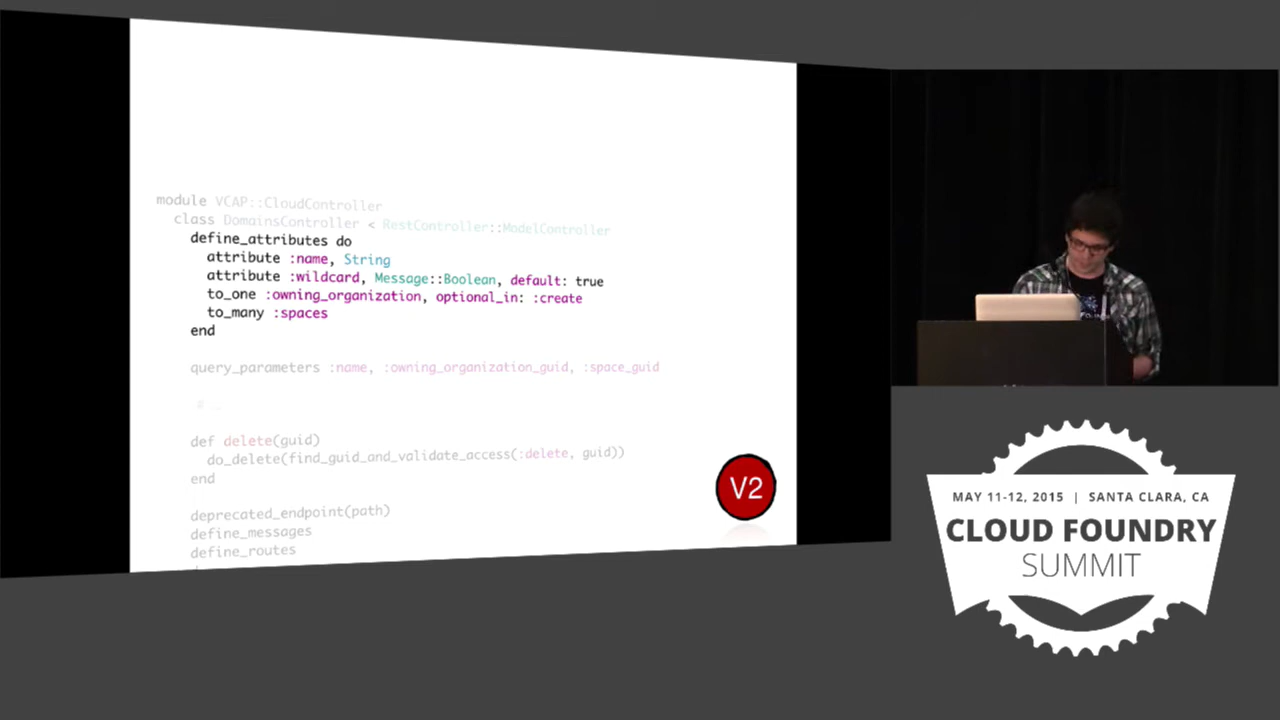 module VCAP::CloudController
class DomainsController < RestController::ModelController
define_attributes do
attribute :name, String
attribute :wildcard, Message::Boolean, default: true
to_one :owning_organization, optional_in: :create
to_many :spaces
end
query_parameters :name, :owning_organization_guid, :space_guid
def delete(guid)
do_delete(find_guid_and_validate_access(:delete, guid))
end
deprecated_endpoint(path)
define_messages
define_routes
V2
MAY 11-12, 2015 | SANTA CLARA, CA
CLOUD FOUNDRY
SUMMIT